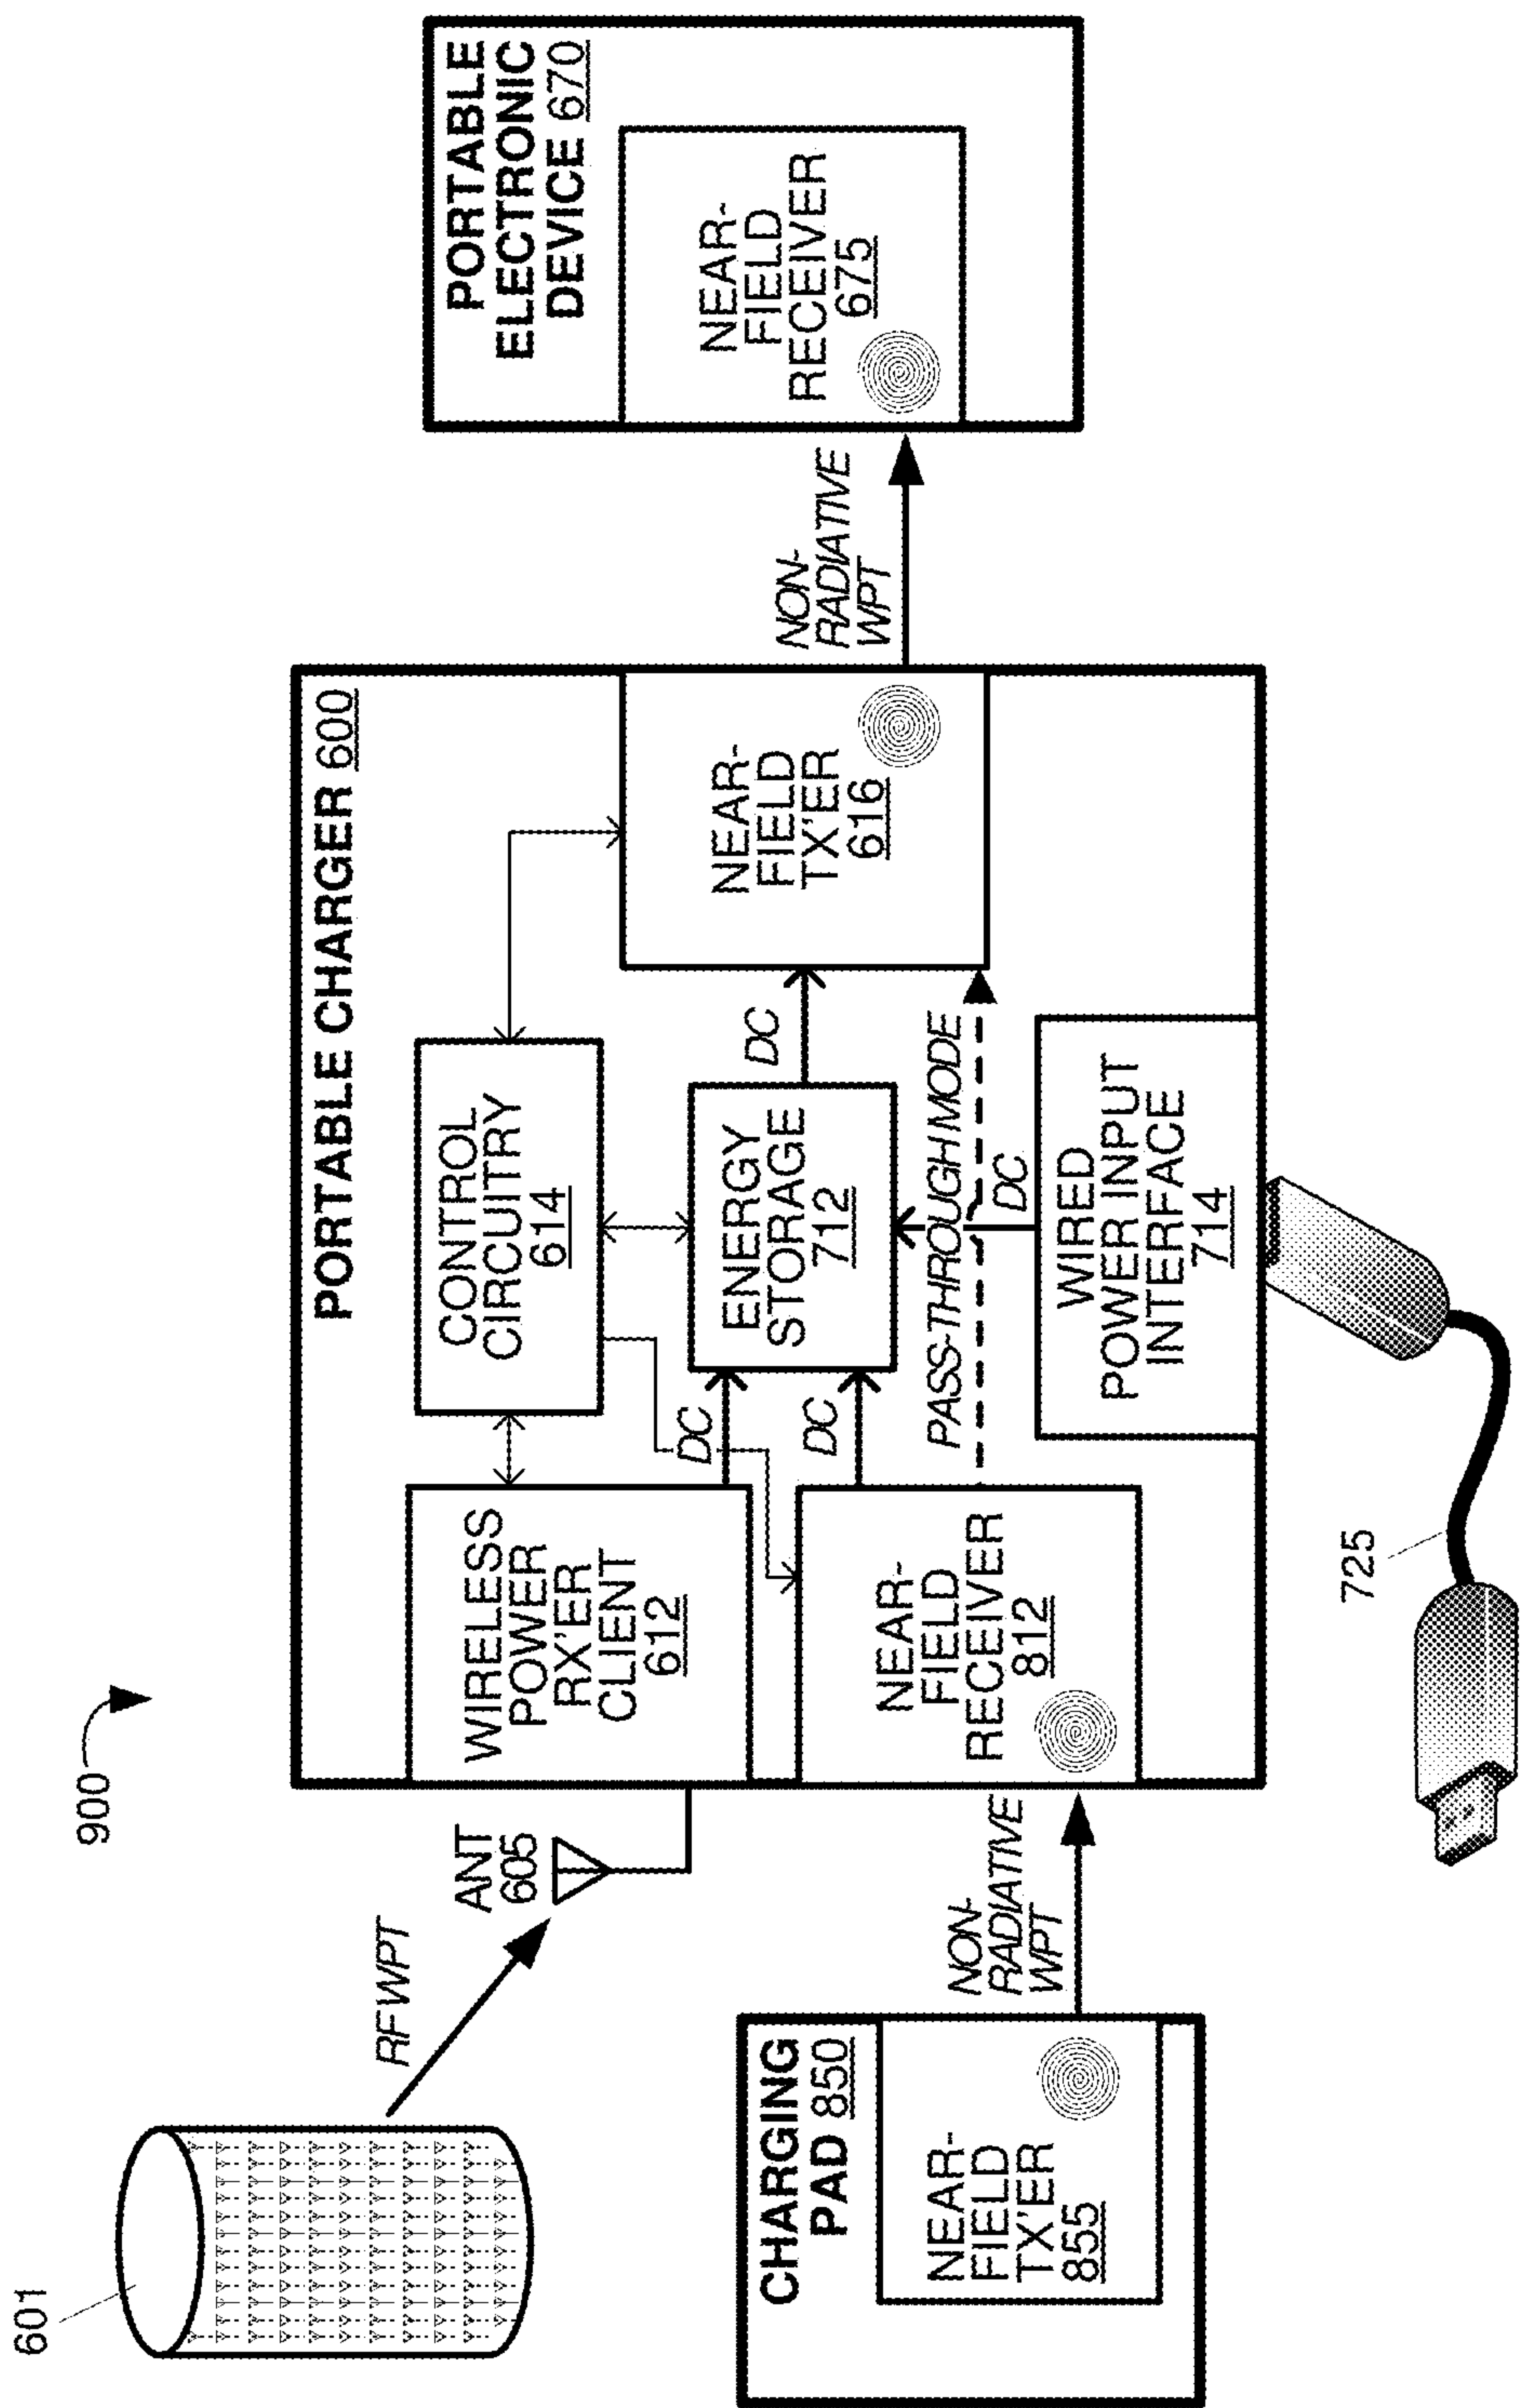 900
601
RF WPT
ANT
605
PORTABLE CHARGER 600
WIRELESS
POWER
RX'ER
CLIENT
612
CONTROL
CIRCUITRY
614
DC
ENERGY
STORAGE
712
DC
DC
NEAR-
FIELD
TX'ER
616
PASS-THROUGH MODE
DC
NEAR-
FIELD
RECEIVER
812
WIRED
POWER INPUT
INTERFACE
714
725
CHARGING
PAD 850
NEAR-
FIELD
TX'ER
855
NON-
RADIATIVE
WPT
NON-
RADIATIVE
WPT
PORTABLE
ELECTRONIC
DEVICE 670
NEAR-
FIELD
RECEIVER
675